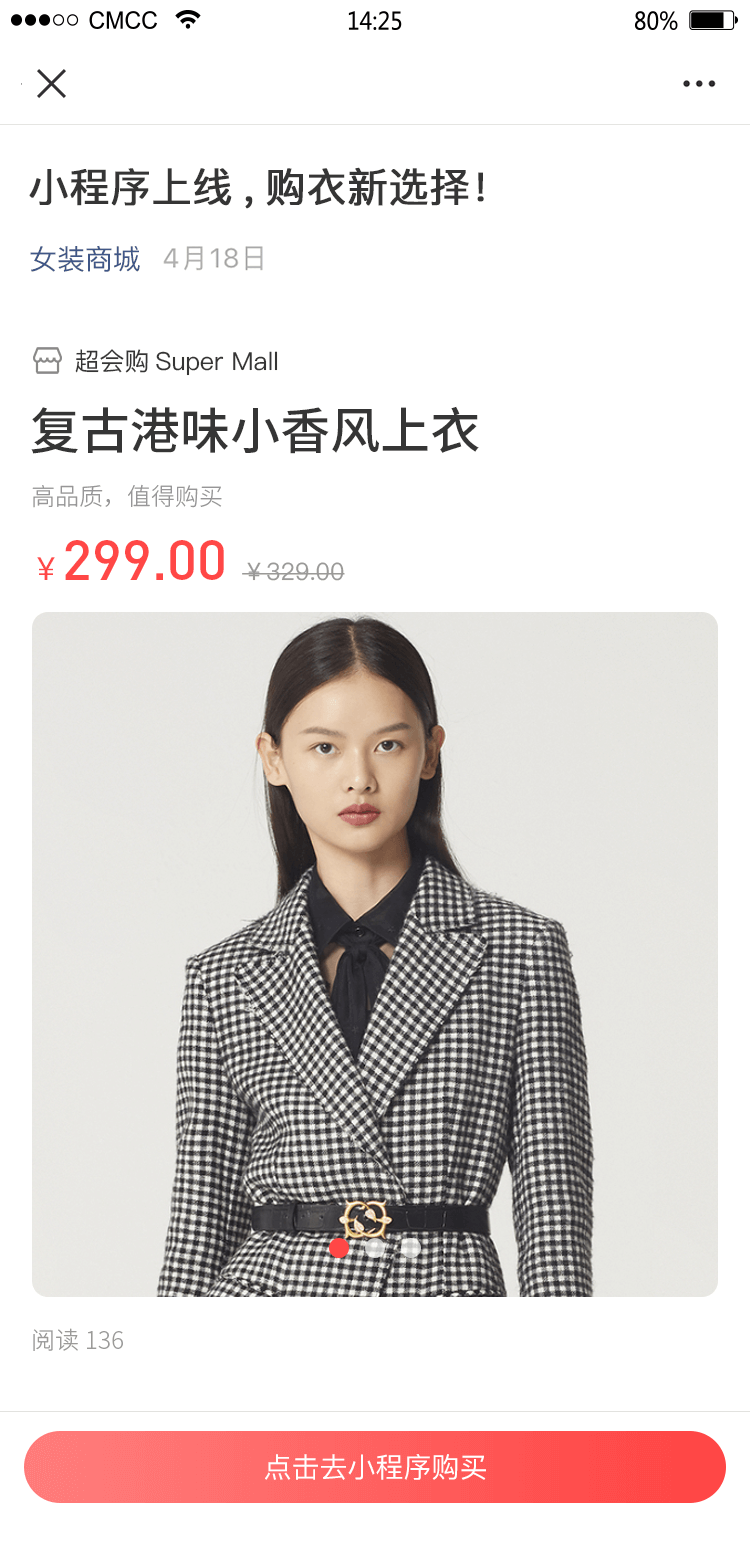 CMCC 14:25 80%
小程序上线,购衣新选择!
女装商城 4月18日
超会购 Super Mall
复古港味小香风上衣
高品质，值得购买
¥299.00 ¥329.00
阅读 136
点击去小程序购买